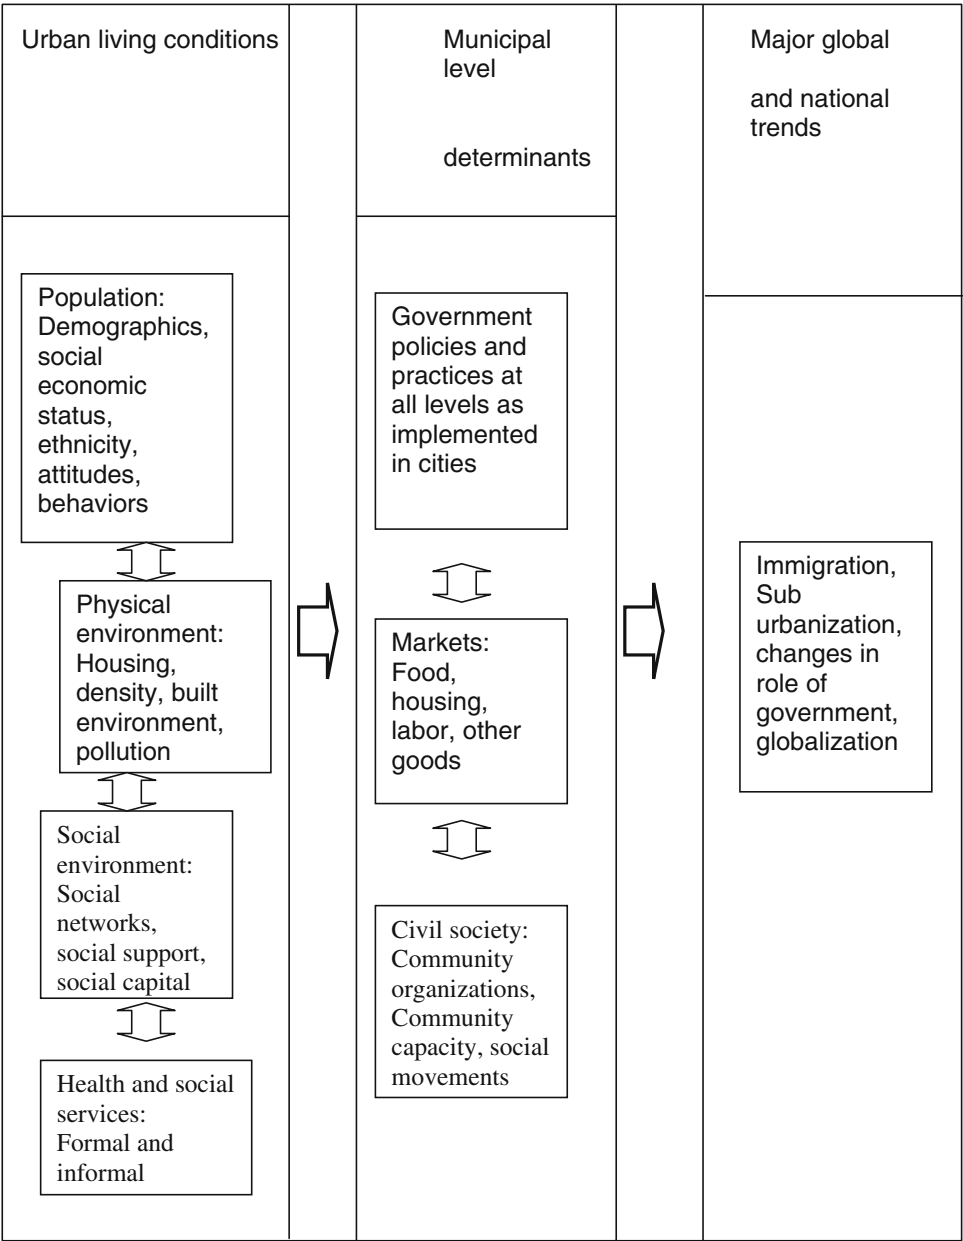 Urban living conditions
Municipal
level
determinants
Major global
and national
trends
Population:
Demographics,
social
economic
status,
ethnicity,
attitudes,
behaviors
Physical
environment:
Housing,
density, built
environment,
pollution
Social
environment:
Social
networks,
social support,
social capital
Health and social
services:
Formal and
informal
Government
policies and
practices at
all levels as
implemented
in cities
Markets:
Food,
housing,
labor, other
goods
Civil society:
Community
organizations,
Community
capacity, social
movements
Immigration,
Sub
urbanization,
changes in
role of
government,
globalization